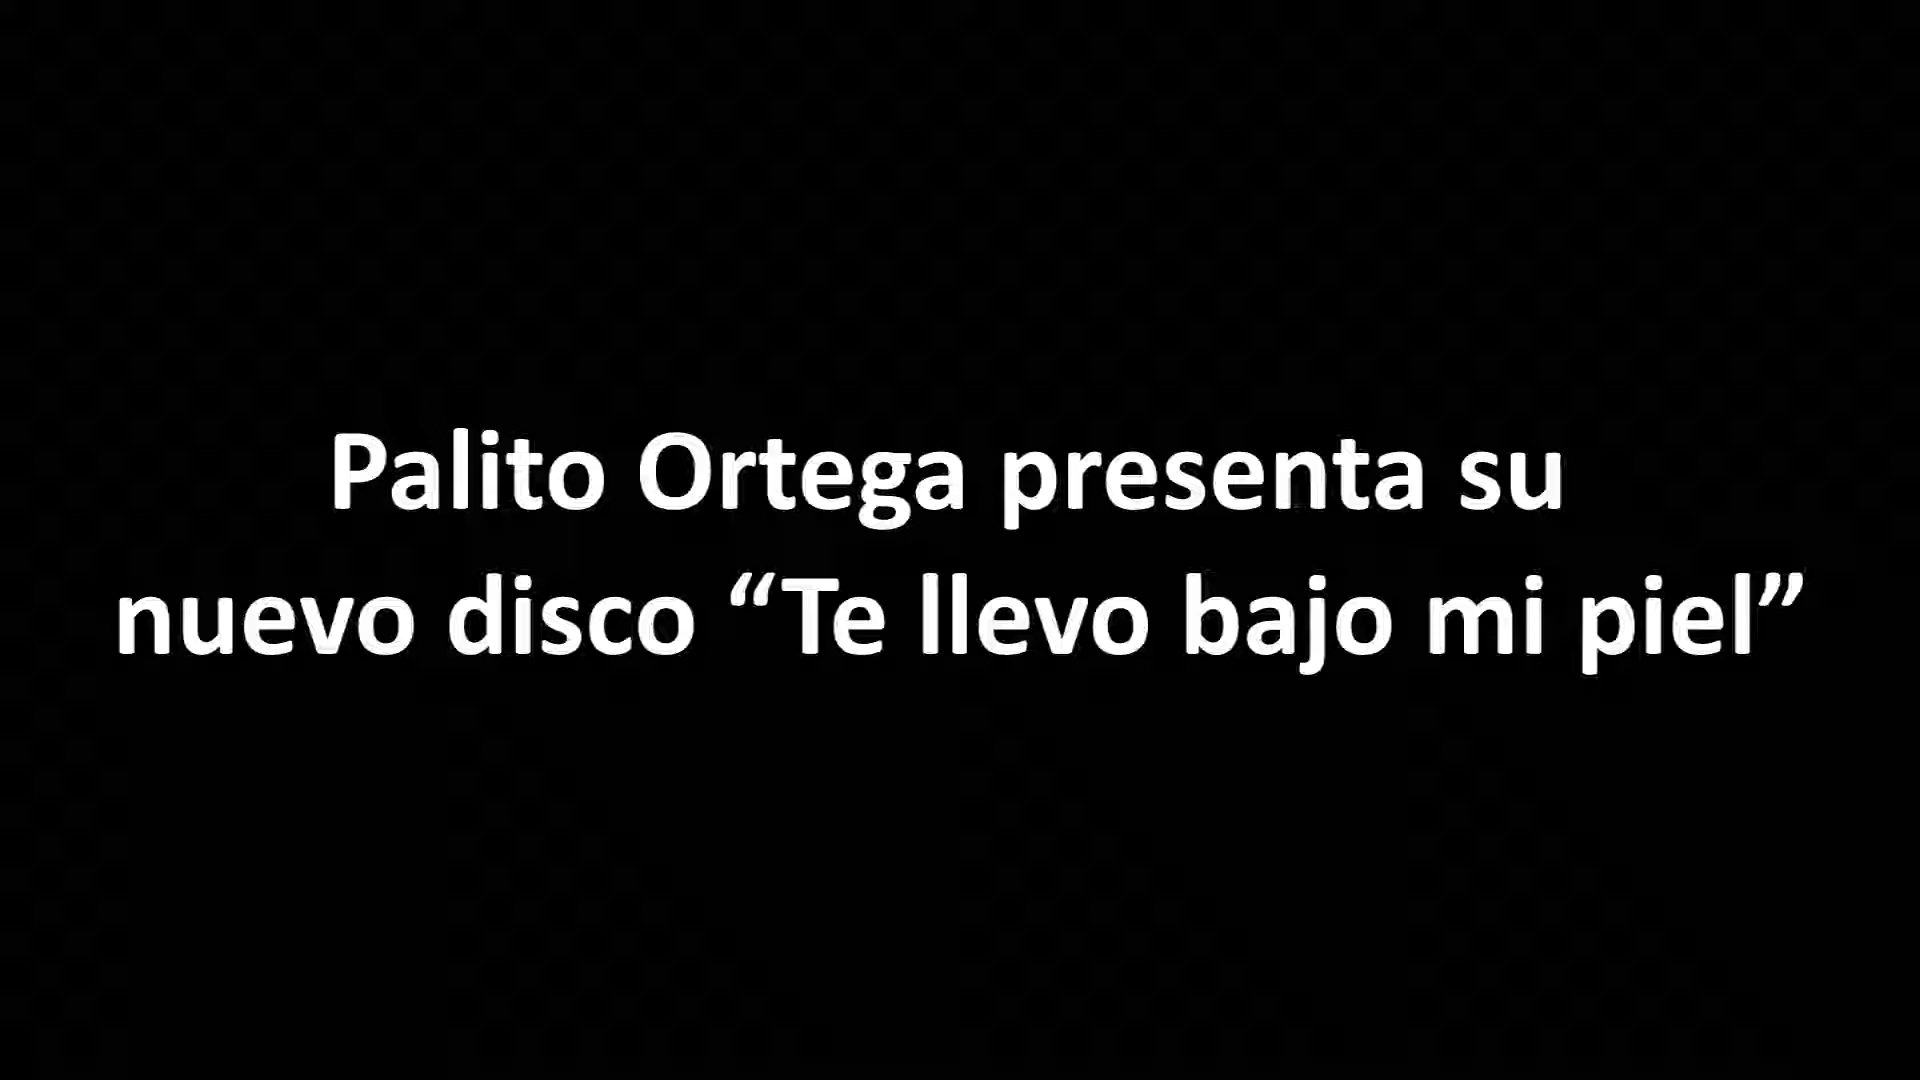 Palito Ortega presenta su
nuevo disco “Te llevo bajo mi piel”